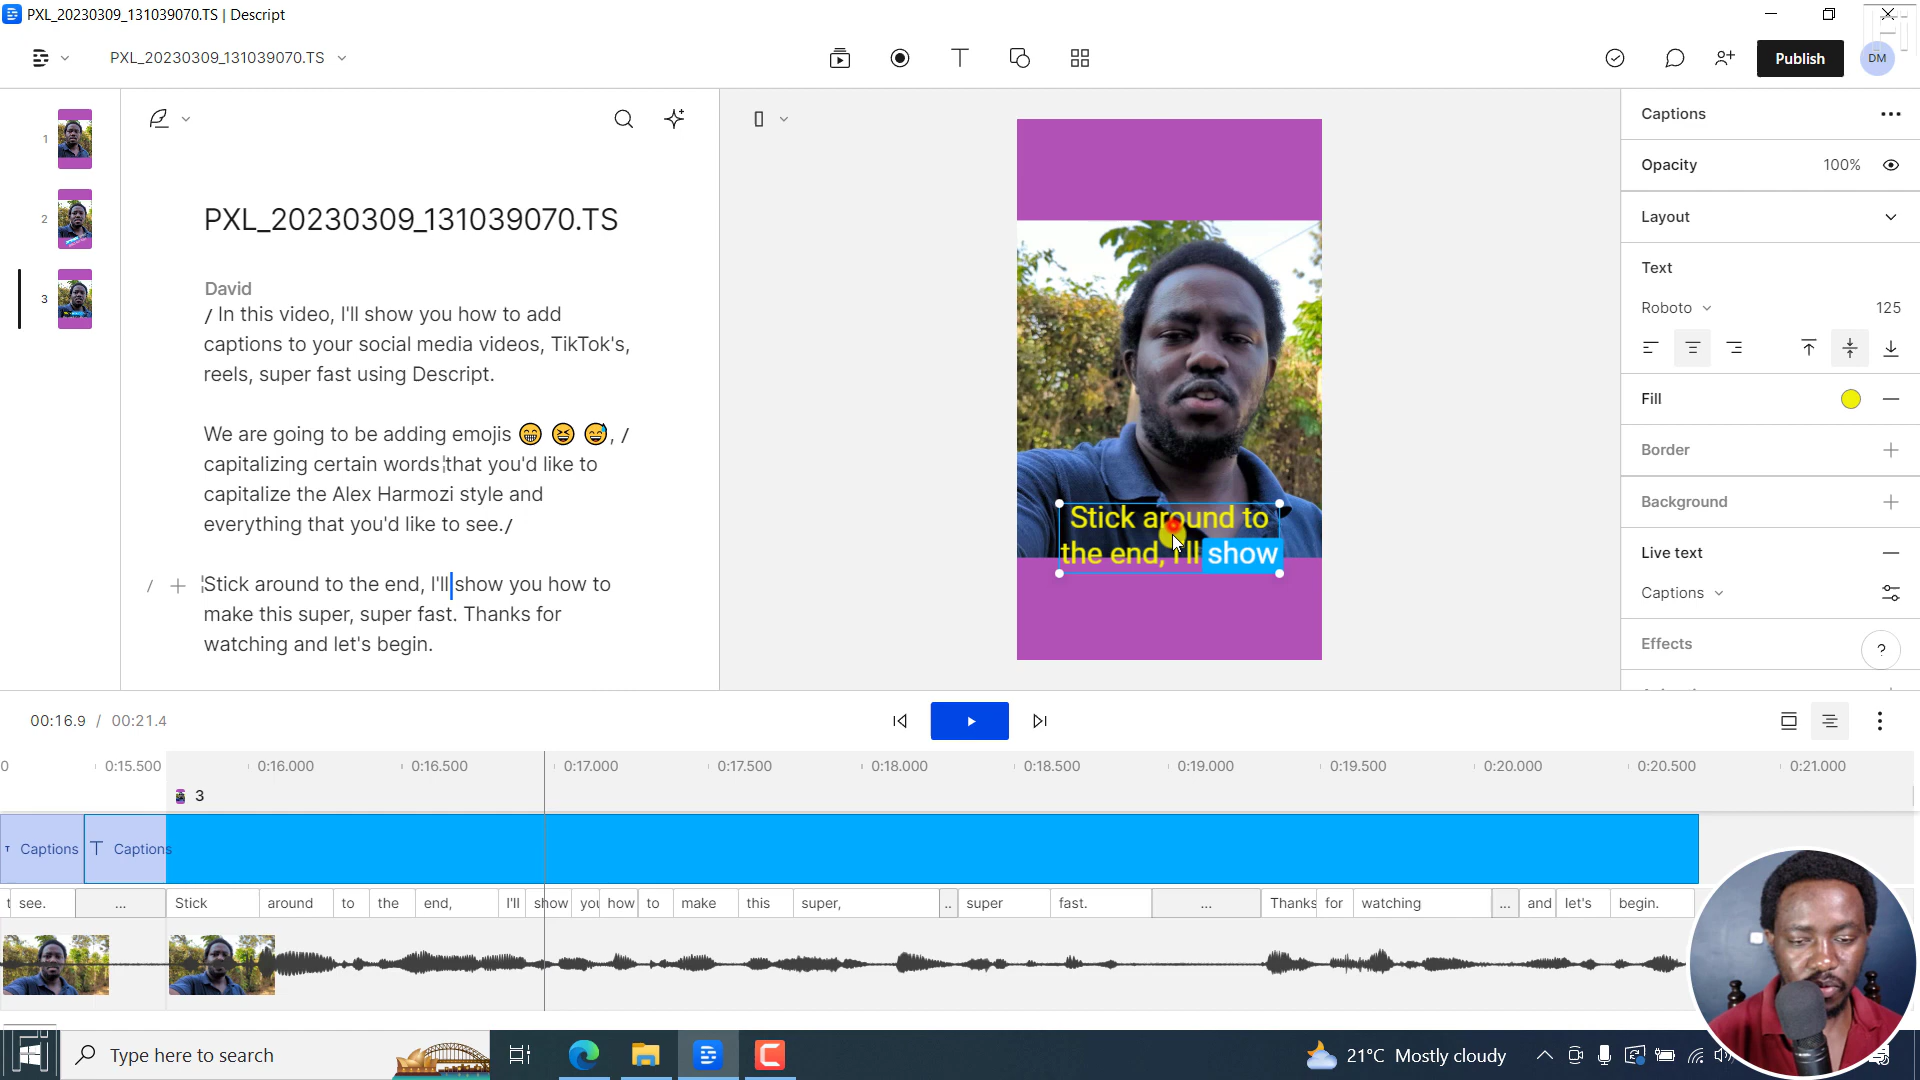 PXL_20230309_131039070.TS | Descript
PXL_20230309_131039070.TS
Publish
DM
1
2
3
PXL_20230309_131039070.TS
David
/ In this video, I'll show you how to add
captions to your social media videos, TikTok's,
reels, super fast using Descript.
We are going to be adding emojis 😁 😆 😅, /
capitalizing certain words that you'd like to
capitalize the Alex Harmozi style and
everything that you'd like to see./
/ + Stick around to the end, I'll show you how to
make this super, super fast. Thanks for
watching and let's begin.
Stick around to
the end, I'll show
Captions
Opacity 100%
Layout
Text
Roboto 125
Fill
Border
Background
Live text
Captions
Effects
?
00:16.9 / 00:21.4
0 0:15.500 0:16.000 0:16.500 0:17.000 0:17.500 0:18.000 0:18.500 0:19.000 0:19.500 0:20.000 0:20.500 0:21.000
3
T Captions T Captions
t see. ... Stick around to the end, I'll show you how to make this super, .. super fast. ... Thanks for watching ... and let's begin.
Type here to search
21°C Mostly cloudy